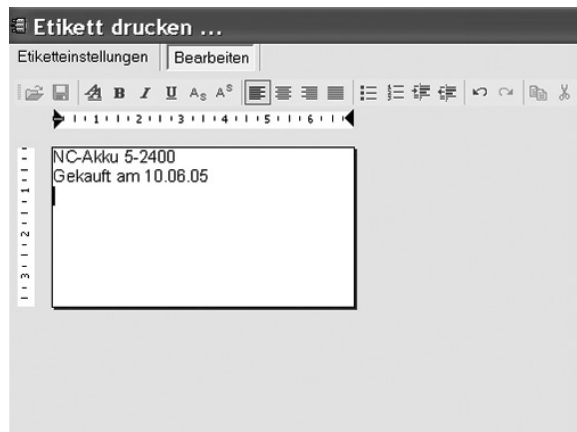 Etikett drucken ...
Etiketteinstellungen Bearbeiten
B I U As A^S
1 2 3 4 5 6
NC-Akku 5-2400
Gekauft am 10.06.05
1
2
3